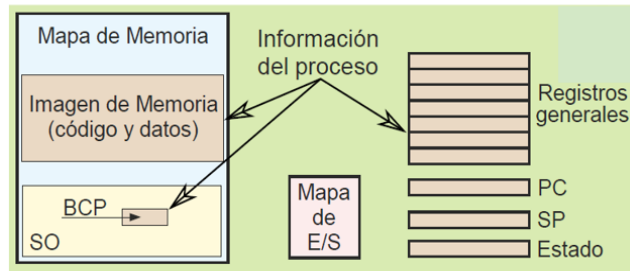 Mapa de Memoria
Imagen de Memoria
(código y datos)
BCP
SO
Información
del proceso
Mapa
de
E/S
Registros
generales
PC
SP
Estado